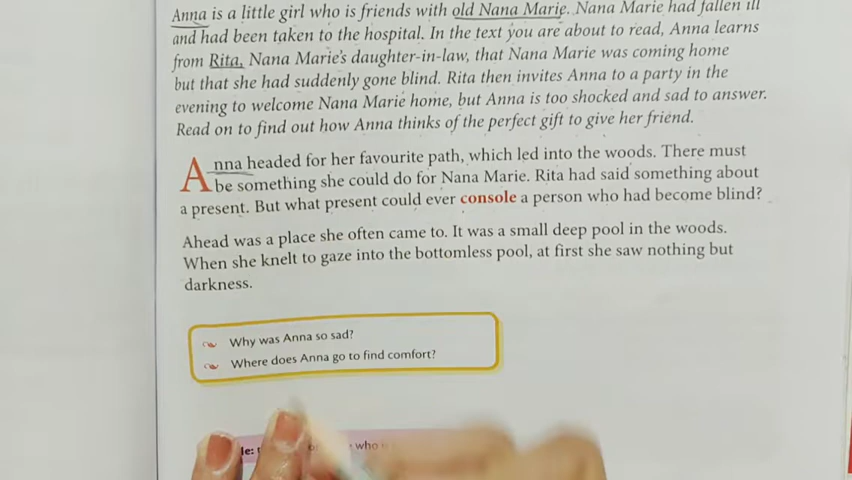 Anna is a little girl who is friends with old Nana Marie. Nana Marie had fallen ill
and had been taken to the hospital. In the text you are about to read, Anna learns
from Rita, Nana Marie's daughter-in-law, that Nana Marie was coming home
but that she had suddenly gone blind. Rita then invites Anna to a party in the
evening to welcome Nana Marie home, but Anna is too shocked and sad to answer.
Read on to find out how Anna thinks of the perfect gift to give her friend.
Anna headed for her favourite path, which led into the woods. There must
be something she could do for Nana Marie. Rita had said something about
a present. But what present could ever console a person who had become blind?
Ahead was a place she often came to. It was a small deep pool in the woods.
When she knelt to gaze into the bottomless pool, at first she saw nothing but
darkness.
Why was Anna so sad?
Where does Anna go to find comfort?
le: who